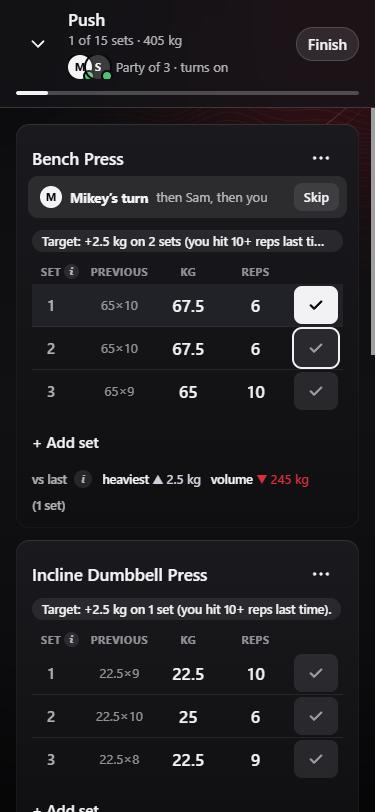 Push
1 of 15 sets · 405 kg
Finish
M S Party of 3 · turns on
Bench Press
M Mikey's turn then Sam, then you Skip
Target: +2.5 kg on 2 sets (you hit 10+ reps last ti...
SET i PREVIOUS KG REPS
1 65×10 67.5 6
2 65×10 67.5 6
3 65×9 65 10
+ Add set
vs last i heaviest ▲ 2.5 kg volume ▼ 245 kg
(1 set)
Incline Dumbbell Press
Target: +2.5 kg on 1 set (you hit 10+ reps last time).
SET i PREVIOUS KG REPS
1 22.5×9 22.5 10
2 22.5×10 25 6
3 22.5×8 22.5 9
+ Add set